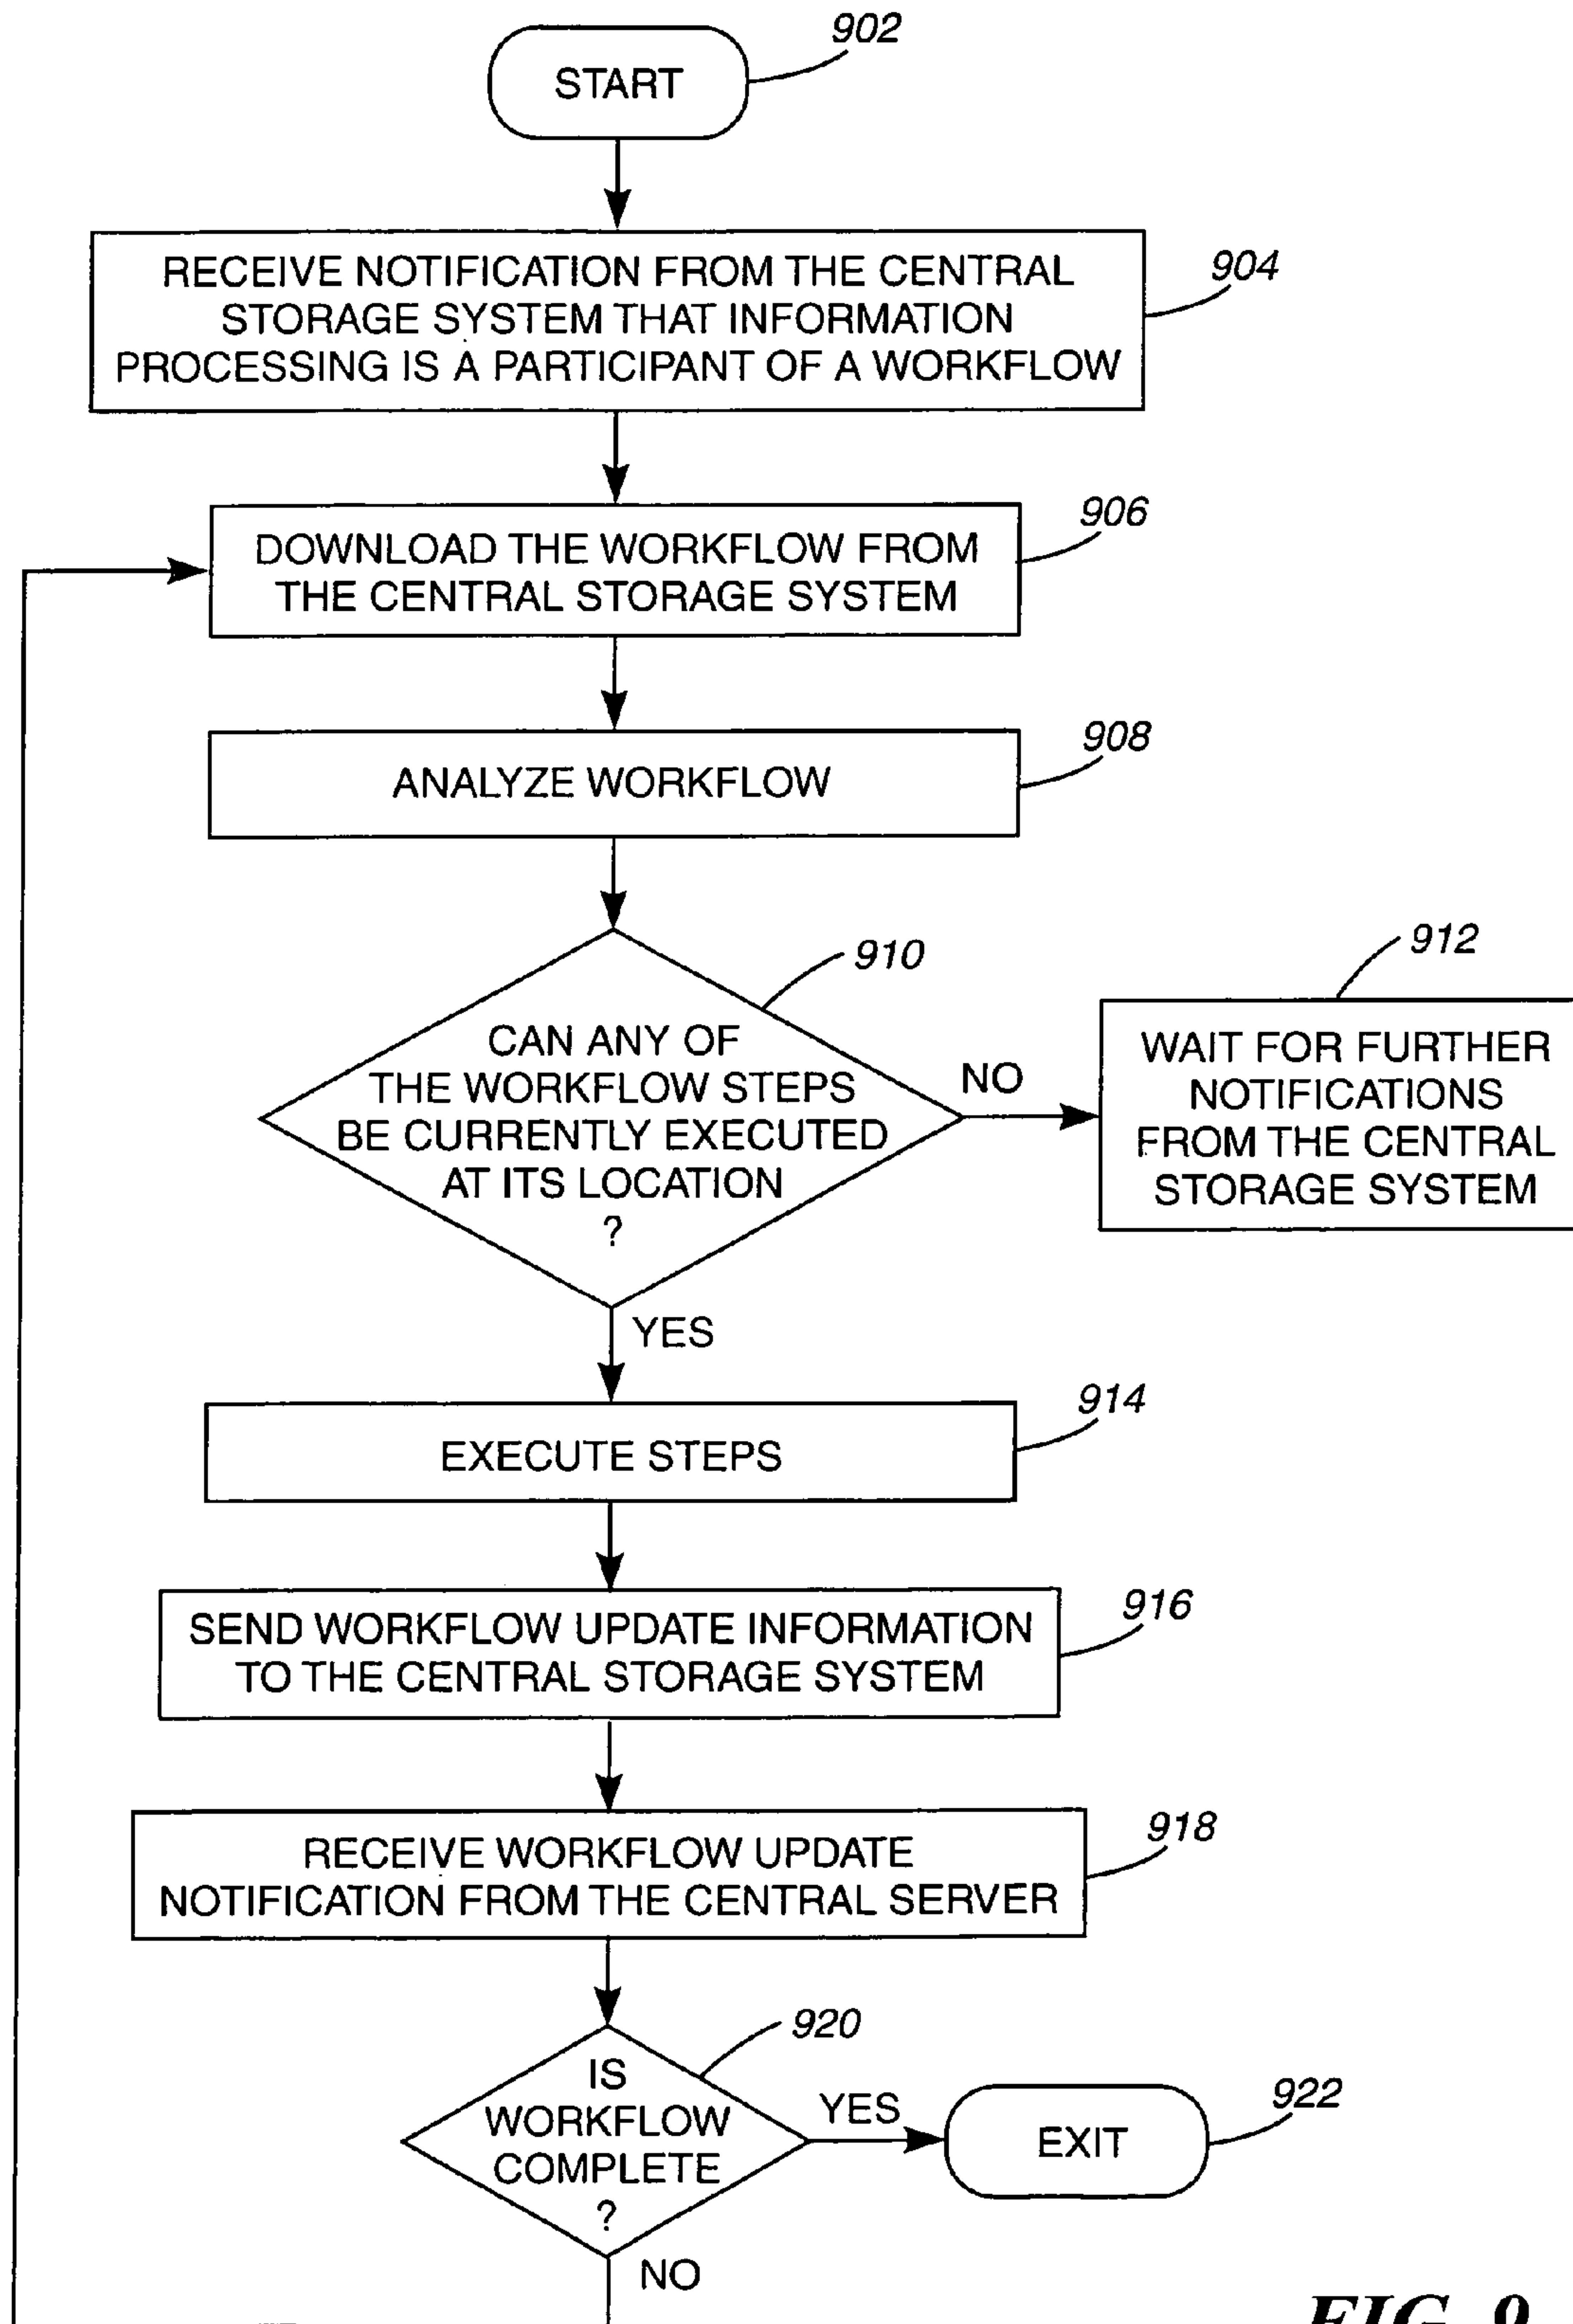 902
START
RECEIVE NOTIFICATION FROM THE CENTRAL
STORAGE SYSTEM THAT INFORMATION
PROCESSING IS A PARTICIPANT OF A WORKFLOW
904
DOWNLOAD THE WORKFLOW FROM
THE CENTRAL STORAGE SYSTEM
906
ANALYZE WORKFLOW
908
910
CAN ANY OF
THE WORKFLOW STEPS
BE CURRENTLY EXECUTED
AT ITS LOCATION
?
NO
912
WAIT FOR FURTHER
NOTIFICATIONS
FROM THE CENTRAL
STORAGE SYSTEM
YES
EXECUTE STEPS
914
SEND WORKFLOW UPDATE INFORMATION
TO THE CENTRAL STORAGE SYSTEM
916
RECEIVE WORKFLOW UPDATE
NOTIFICATION FROM THE CENTRAL SERVER
918
920
IS
WORKFLOW
COMPLETE
?
YES
EXIT
922
NO
FIG. 9